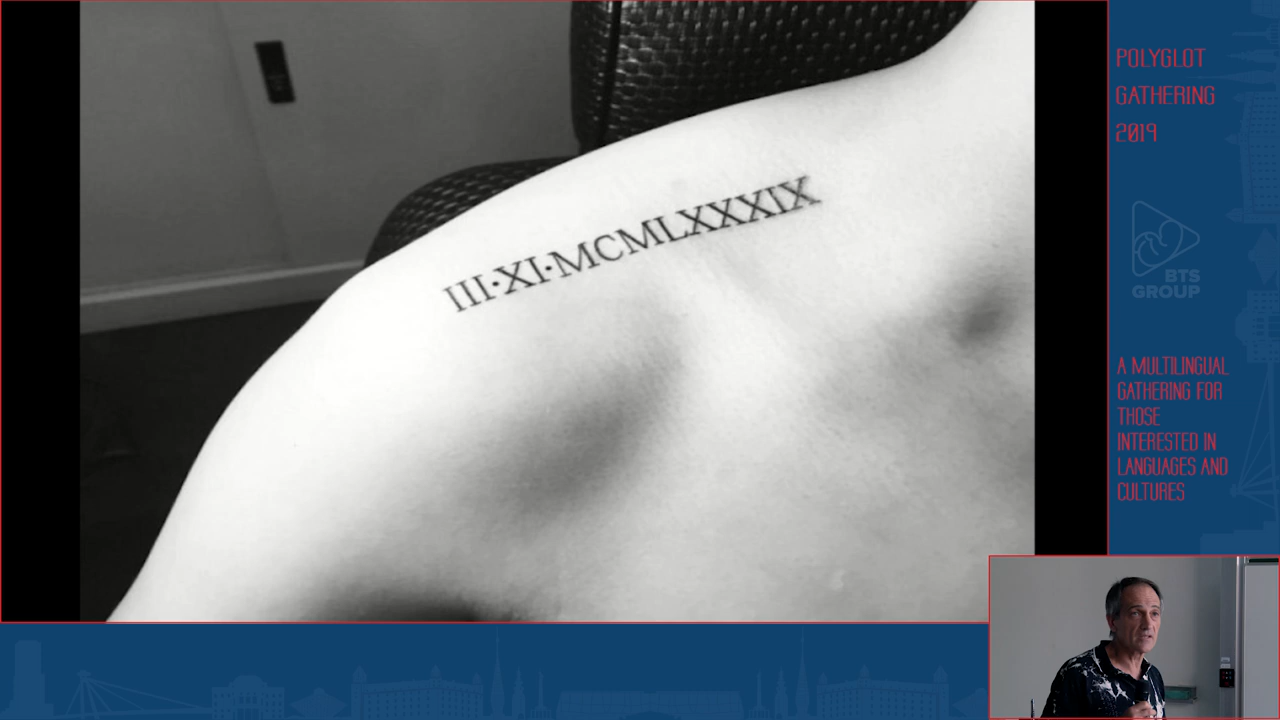 III·XI·MCMLXXXIX
POLYGLOT
GATHERING
2019
BTS
GROUP
A MULTILINGUAL
GATHERING FOR
THOSE
INTERESTED IN
LANGUAGES AND
CULTURES